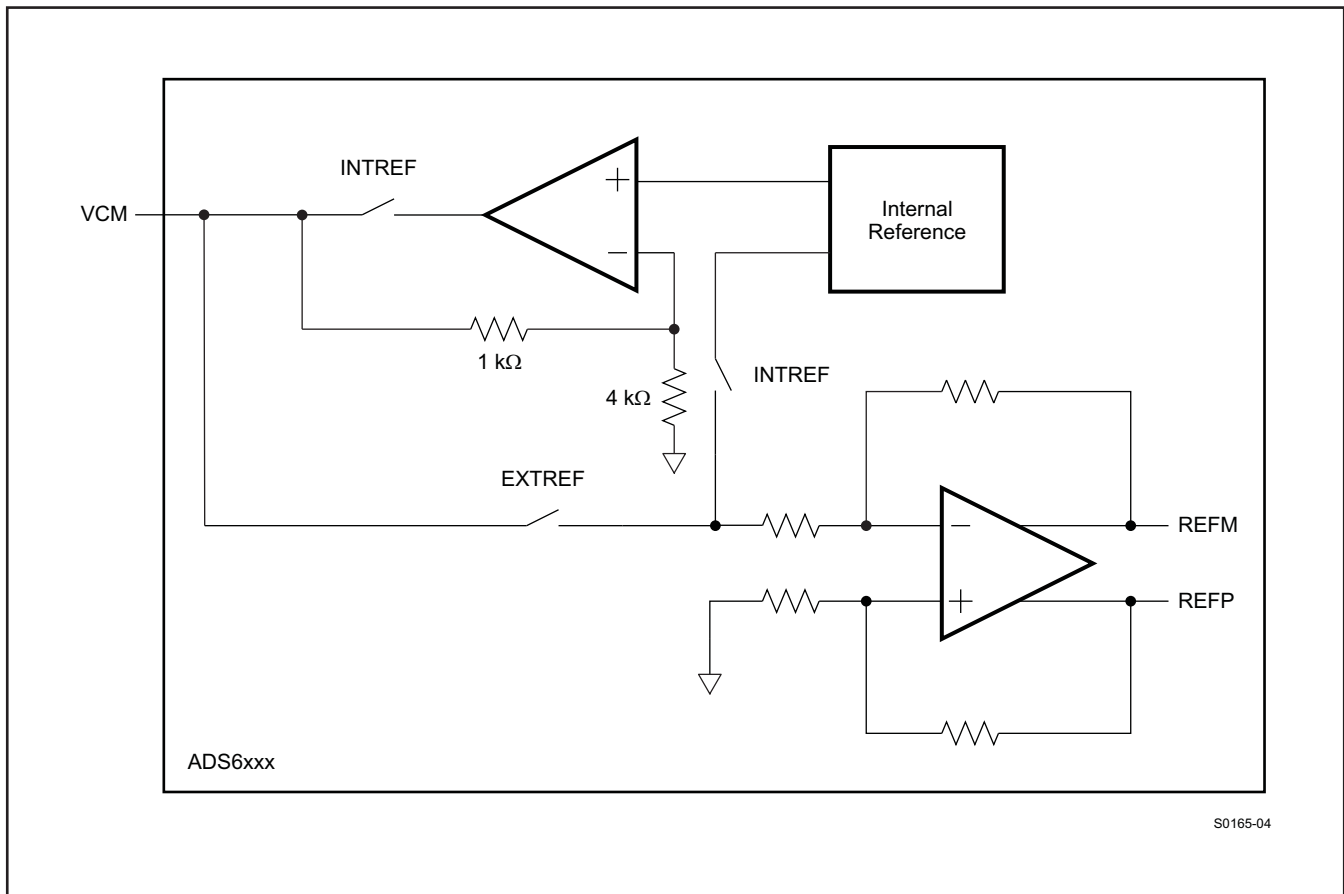 INTREF
VCM
+
−
Internal
Reference
1 kΩ
4 kΩ
INTREF
EXTREF
−
REFM
+
REFP
ADS6xxx
S0165-04